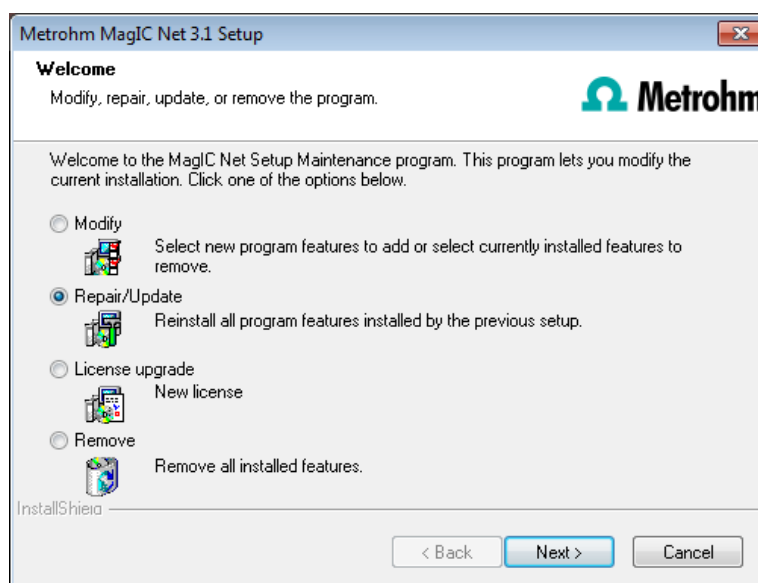 Metrohm MagIC Net 3.1 Setup
Welcome
Modify, repair, update, or remove the program.
Metrohm
Welcome to the MagIC Net Setup Maintenance program. This program lets you modify the
current installation. Click one of the options below.
Modify
Select new program features to add or select currently installed features to
remove.
Repair/Update
Reinstall all program features installed by the previous setup.
License upgrade
New license
Remove
Remove all installed features.
InstallShield
< Back
Next >
Cancel